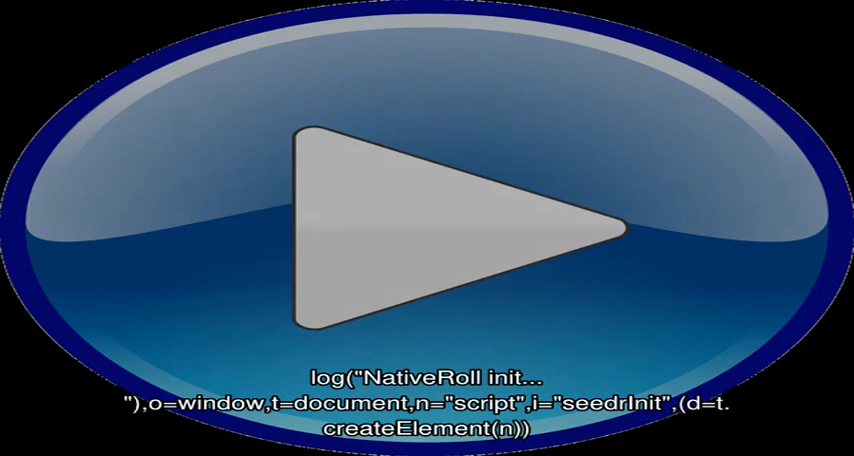 log("NativeRoll init...
"),o=window,t=document,n="script",i="seedrInit",(d=t.
createElement(n))